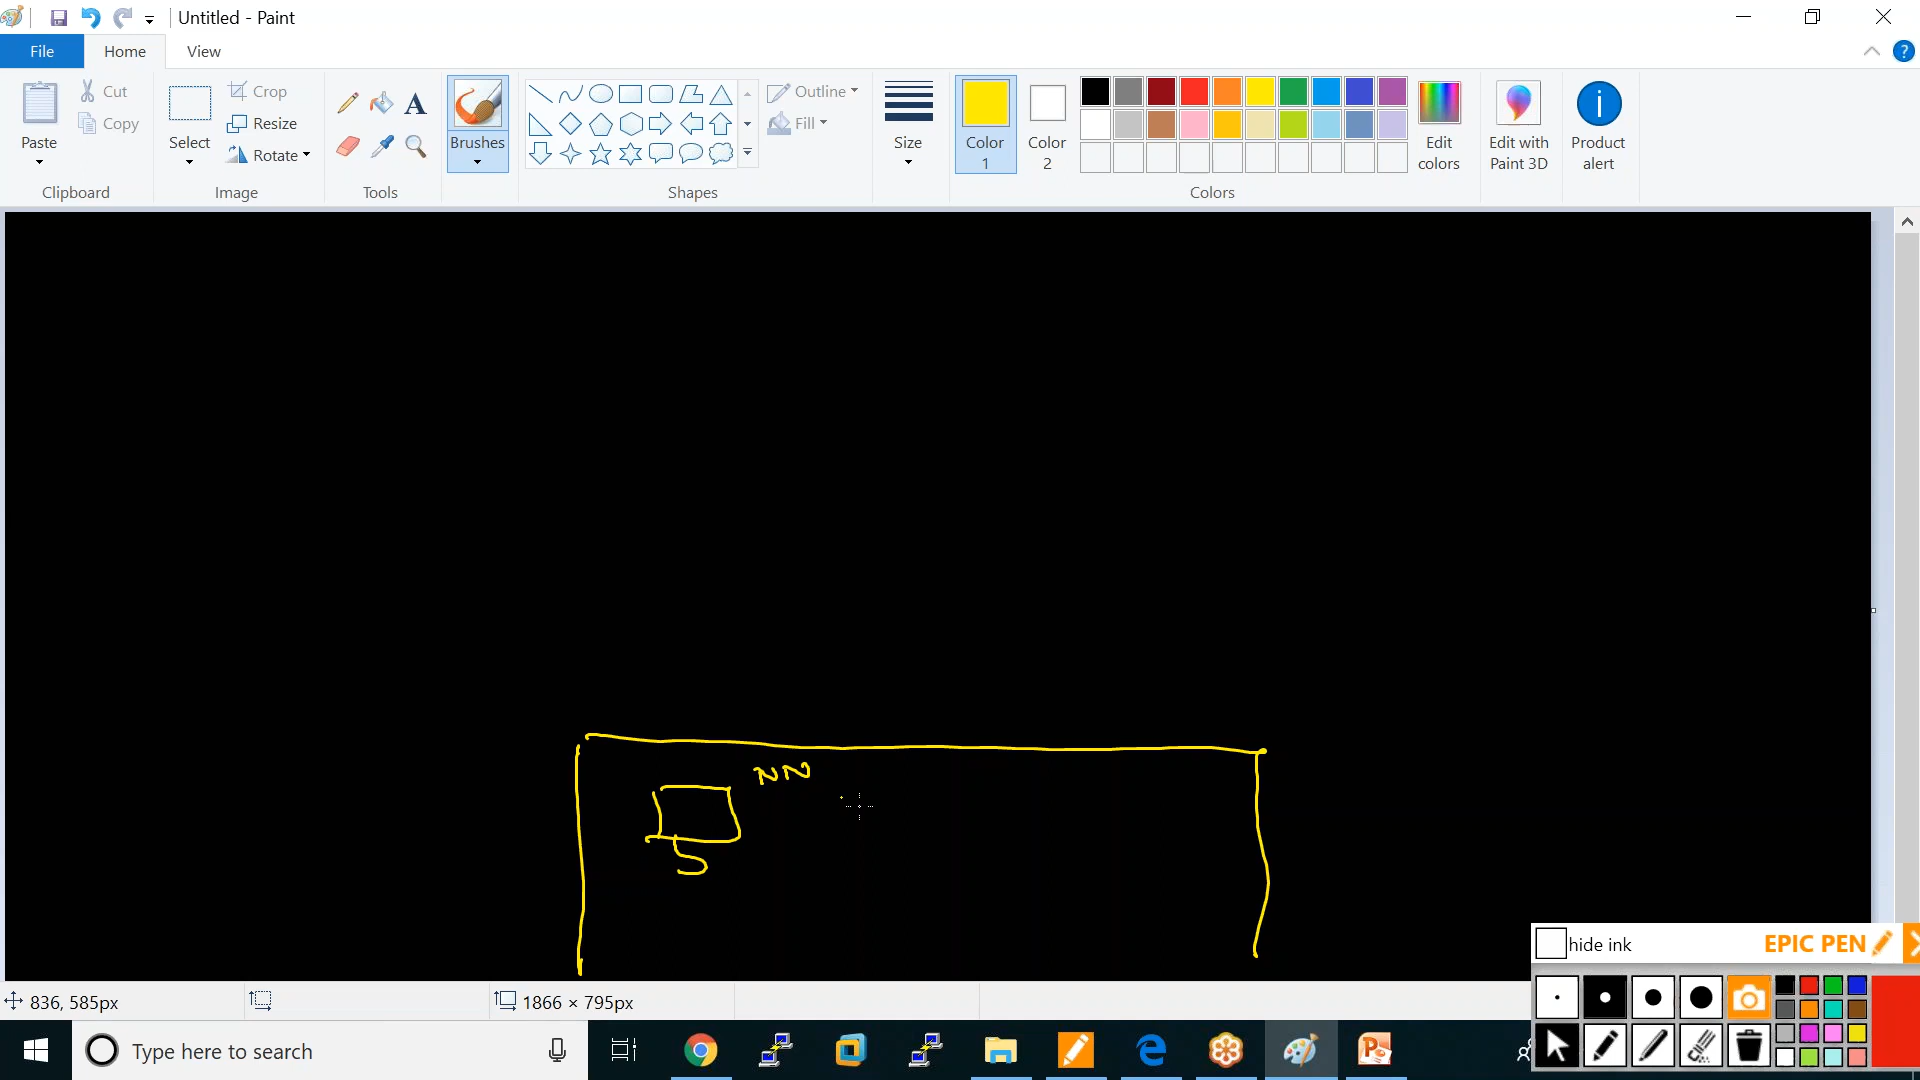 Untitled - Paint
File Home View
Paste
Cut
Copy
Clipboard
Select
Crop
Resize
Rotate
Image
A
Tools
Brushes
Shapes
Outline
Fill
Size
Color 1
Color 2
Colors
Edit colors
Edit with Paint 3D
Product alert
NN
hide ink
EPIC PEN
836, 585px
1866 × 795px
Type here to search